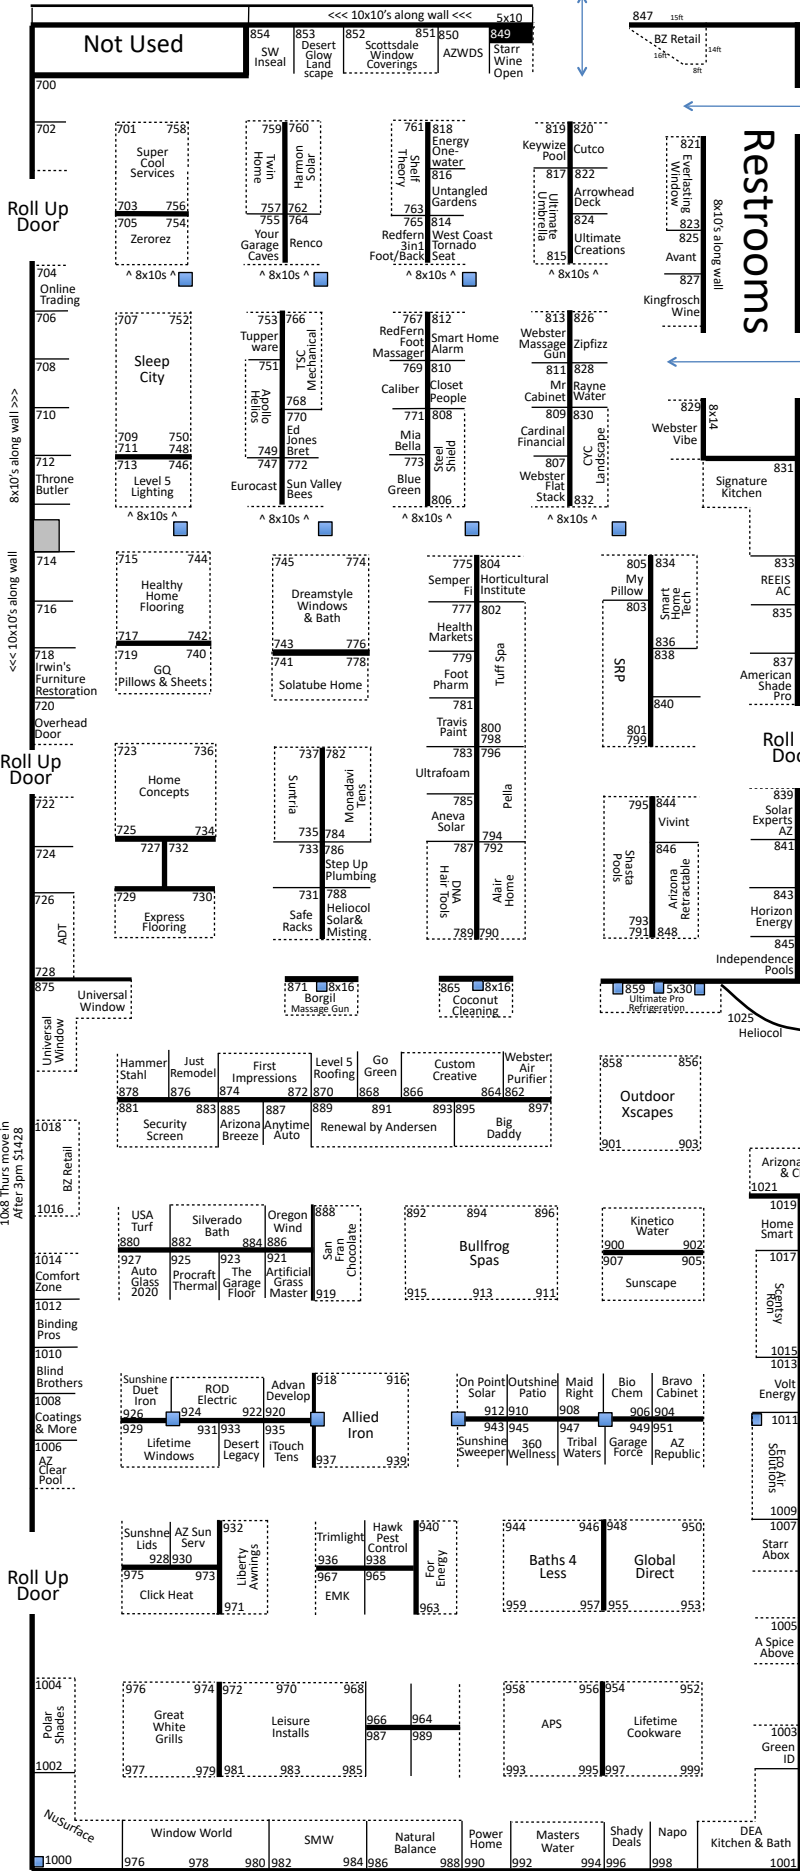 <<< 10x10's along wall <<<
5x10
Not Used
854
SW
Inseal
853
Desert
Glow
Land
scape
852
851
Scottsdale
Window
Coverings
850
AZWDS
849
Starr
Wine
Open
847
15ft
BZ Retail
14ft
16ft
8ft
700
702
Roll Up
Door
701
758
Super
Cool
Services
703
756
705
754
Zerorez
759
760
Twin
Home
Harmon
Solar
757
762
755
764
Your
Garage
Caves
Renco
761
818
Shelf
Theory
Energy
One-
water
816
Untangled
Gardens
763
765
814
Redfern
3in1
Foot/Back
West Coast
Tornado
Seat
819
820
Keywize
Pool
Cutco
817
822
Ultimate
Umbrella
Arrowhead
Deck
824
Ultimate
Creations
815
821
Everlasting
Window
823
825
Avant
827
Kingfrosch
Wine
8x10's along wall
Restrooms
^ 8x10s ^
^ 8x10s ^
^ 8x10s ^
^ 8x10s ^
704
Online
Trading
706
708
710
712
Throne
Butler
8x10's along wall >>>
707
752
Sleep
City
709
750
711
748
713
746
Level 5
Lighting
753
766
Tupper
ware
TSC
Mechanical
751
768
Apollo
Helios
770
Ed
Jones
Bret
749
747
772
Eurocast
Sun Valley
Bees
767
812
RedFern
Foot
Massager
Smart Home
Alarm
769
810
Caliber
Closet
People
771
808
Mia
Bella
Steel
Shield
773
Blue
Green
806
813
826
Webster
Massage
Gun
Zipfizz
811
828
Mr
Cabinet
Rayne
Water
809
830
Cardinal
Financial
CYC
Landscape
807
Webster
Flat
Stack
832
829
Webster
Vibe
8x14
831
Signature
Kitchen
^ 8x10s ^
^ 8x10s ^
^ 8x10s ^
^ 8x10s ^
<<< 10x10's along wall
714
716
718
Irwin's
Furniture
Restoration
720
Overhead
Door
715
744
Healthy
Home
Flooring
717
742
719
740
GQ
Pillows & Sheets
745
774
Dreamstyle
Windows
& Bath
743
776
741
778
Solatube Home
775
804
Semper
Fi
Horticultural
Institute
777
802
Health
Markets
779
Foot
Pharm
Tuff Spa
781
Travis
Paint
800
798
783
796
Ultrafoam
785
Aneva
Solar
Pella
794
787
792
DNA
Hair Tools
Alair
Home
789
790
805
834
My
Pillow
Smart
Home
Tech
803
836
838
SRP
840
801
799
833
REEIS
AC
835
837
American
Shade
Pro
Roll
Doo
Roll Up
Door
723
736
Home
Concepts
725
734
727
732
729
730
Express
Flooring
737
782
Suntria
Monadavi
Tens
735
784
733
786
Step Up
Plumbing
731
788
Safe
Racks
Heliocol
Solar&
Misting
795
844
Vivint
Shasta
Pools
846
Arizona
Retractable
793
791
848
839
Solar
Experts
AZ
841
843
Horizon
Energy
845
Independence
Pools
722
724
726
ADT
728
875
Universal
Window
Universal
Window
871
8x16
Borgil
Massage Gun
865
8x16
Coconut
Cleaning
859
5x30
Ultimate Pro
Refrigeration
1025
Heliocol
Hammer
Stahl
878
Just
Remodel
876
First
Impressions
874
872
Level 5
Roofing
870
Go
Green
868
Custom
Creative
866
864
Webster
Air
Purifier
862
881
883
Security
Screen
885
Arizona
Breeze
887
Anytime
Auto
889
891
893
Renewal by Andersen
895
897
Big
Daddy
858
856
Outdoor
Xscapes
901
903
10x8 Thurs move in
After 3pm $1428
1018
BZ Retail
1016
1014
Comfort
Zone
1012
Binding
Pros
1010
Blind
Brothers
1008
Coatings
& More
1006
AZ
Clear
Pool
USA
Turf
880
Silverado
Bath
882
884
Oregon
Wind
886
888
San
Fran
Chocolate
919
927
Auto
Glass
2020
925
Procraft
Thermal
923
The
Garage
Floor
921
Artificial
Grass
Master
892
894
896
Bullfrog
Spas
915
913
911
Kinetico
Water
900
902
907
905
Sunscape
Arizona
& C
1021
1019
Home
Smart
1017
Scentsy
Ron
1015
1013
Volt
Energy
1011
Eco Air
Solutions
1009
1007
Starr
Abox
1005
A Spice
Above
1003
Green
ID
Sunshine
Duet
Iron
926
ROD
Electric
924
922
Advan
Develop
920
929
931
Lifetime
Windows
933
Desert
Legacy
935
iTouch
Tens
918
916
Allied
Iron
937
939
On Point
Solar
912
Outshine
Patio
910
Maid
Right
908
Bio
Chem
906
Bravo
Cabinet
904
943
Sunshine
Sweeper
945
360
Wellness
947
Tribal
Waters
949
Garage
Force
951
AZ
Republic
Roll Up
Door
Sunshne
Lids
928
AZ Sun
Serv
930
932
Liberty
Awnings
971
975
973
Click Heat
Trimlight
936
Hawk
Pest
Control
938
940
For
Energy
963
967
EMK
965
944
946
Baths 4
Less
959
957
948
950
Global
Direct
955
953
1004
Polar
Shades
1002
976
974
Great
White
Grills
977
979
972
970
968
Leisure
Installs
981
983
985
966
964
987
989
958
956
APS
993
995
954
952
Lifetime
Cookware
997
999
NuSurface
1000
Window World
976
978
980
SMW
982
984
Natural
Balance
986
988
Power
Home
990
Masters
Water
992
994
Shady
Deals
996
Napo
998
DEA
Kitchen & Bath
1001